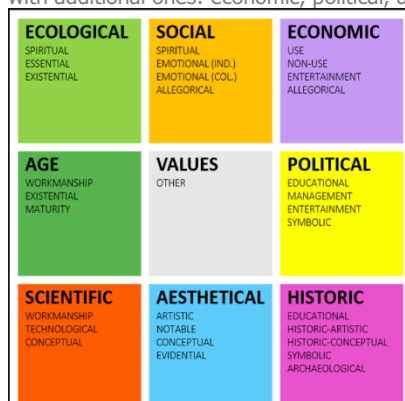 with additional ones: economic, political, a
ECOLOGICAL
SPIRITUAL
ESSENTIAL
EXISTENTIAL
SOCIAL
SPIRITUAL
EMOTIONAL (IND.)
EMOTIONAL (COL.)
ALLEGORICAL
ECONOMIC
USE
NON-USE
ENTERTAINMENT
ALLEGORICAL
AGE
WORKMANSHIP
EXISTENTIAL
MATURITY
VALUES
OTHER
POLITICAL
EDUCATIONAL
MANAGEMENT
ENTERTAINMENT
SYMBOLIC
SCIENTIFIC
WORKMANSHIP
TECHNOLOGICAL
CONCEPTUAL
AESTHETICAL
ARTISTIC
NOTABLE
CONCEPTUAL
EVIDENTIAL
HISTORIC
EDUCATIONAL
HISTORIC-ARTISTIC
HISTORIC-CONCEPTUAL
SYMBOLIC
ARCHAEOLOGICAL